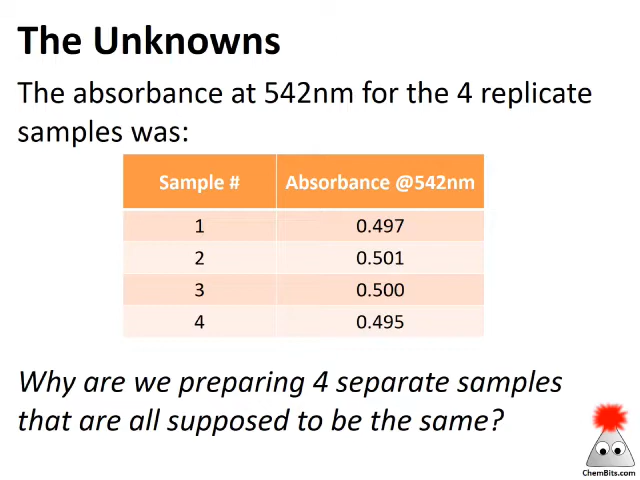 The Unknowns
The absorbance at 542nm for the 4 replicate
samples was:
Sample # Absorbance @542nm
1 0.497
2 0.501
3 0.500
4 0.495
Why are we preparing 4 separate samples
that are all supposed to be the same?
ChemBits.com